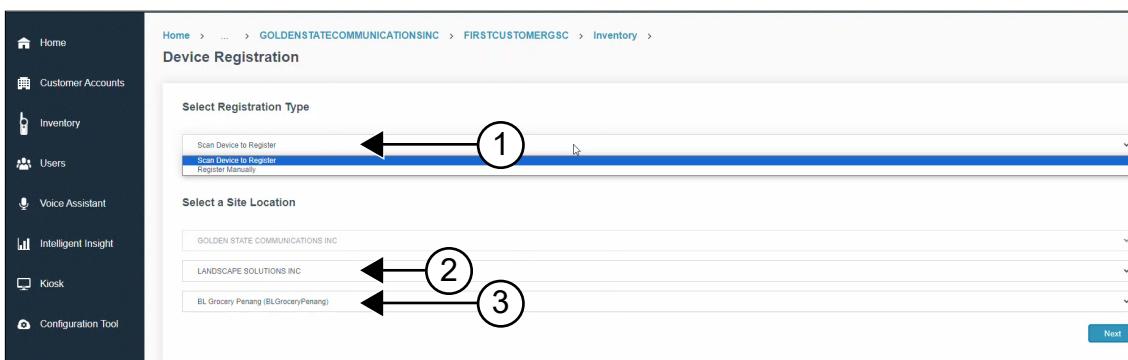 Home
Customer Accounts
Inventory
Users
Voice Assistant
Intelligent Insight
Kiosk
Configuration Tool
Home > ... > GOLDENSTATECOMMUNICATIONSINC > FIRSTCUSTOMERGSC > Inventory >
Device Registration
Select Registration Type
Scan Device to Register
1
Scan Device to Register
Register Manually
Select a Site Location
GOLDEN STATE COMMUNICATIONS INC
LANDSCAPE SOLUTIONS INC
2
BL Grocery Penang (BLGroceryPenang)
3
Next